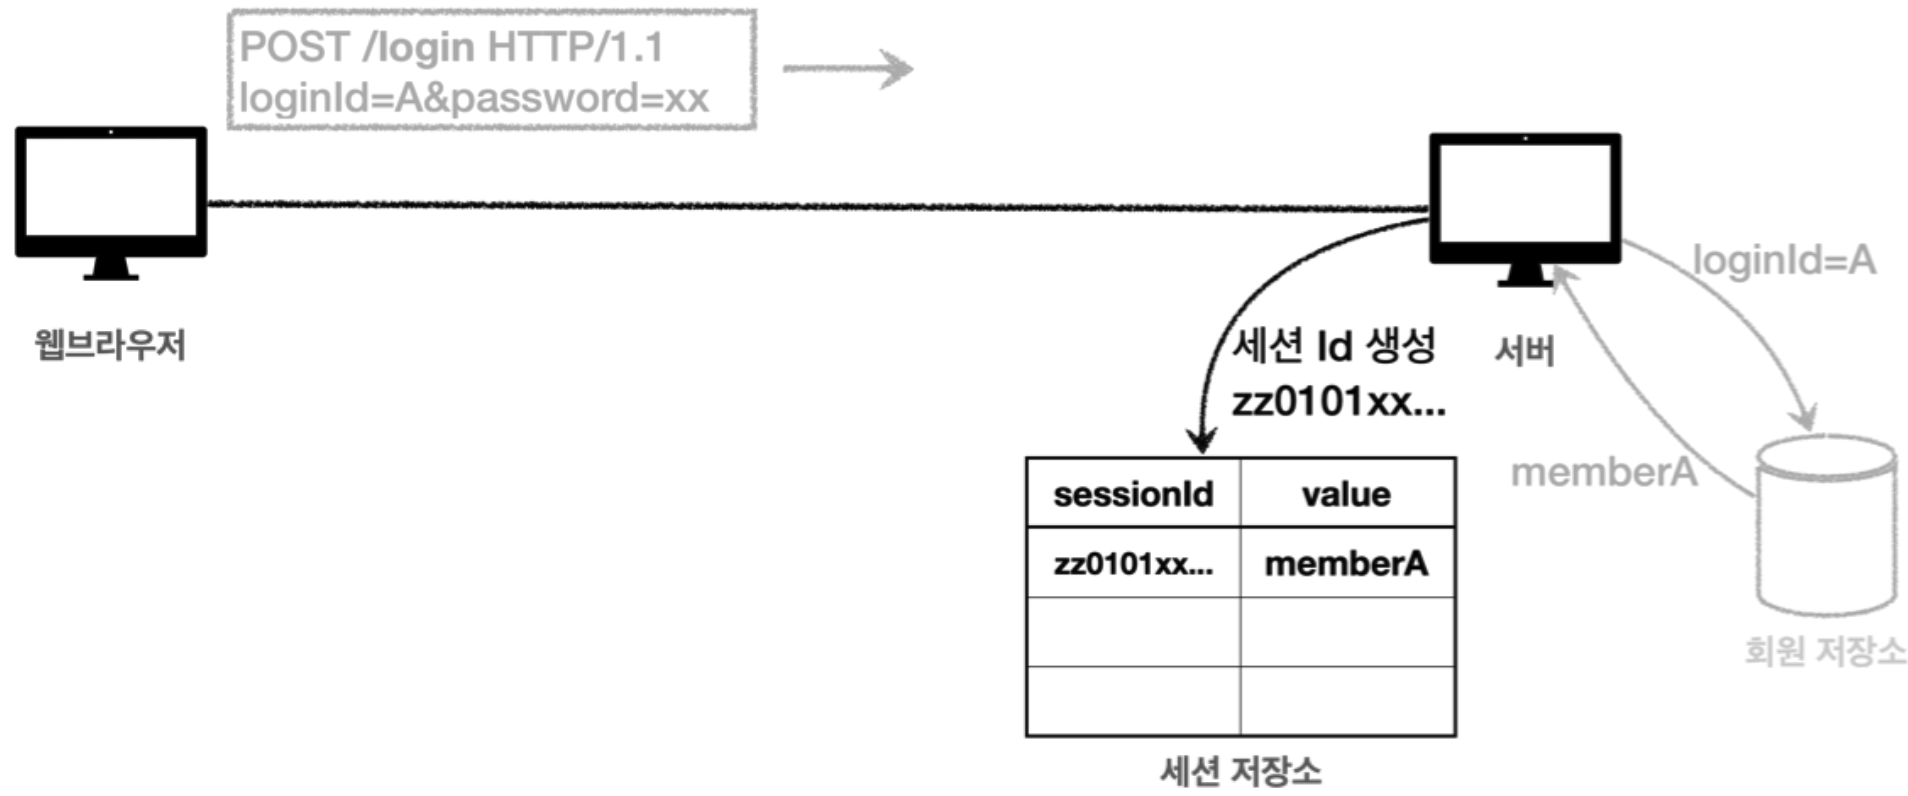 POST /login HTTP/1.1
loginId=A&password=xx
웹브라우저
서버
loginId=A
memberA
회원 저장소
세션 Id 생성
zz0101xx...
sessionId value
zz0101xx... memberA
세션 저장소